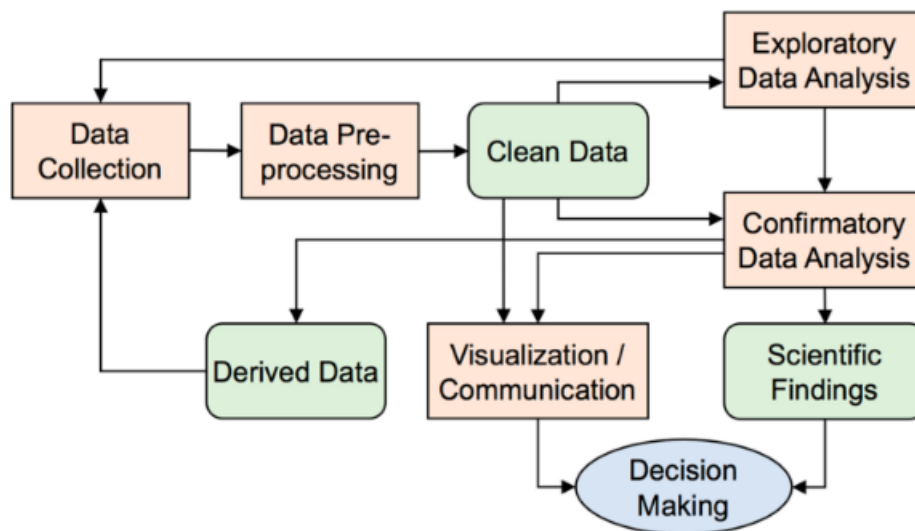 Exploratory
Data Analysis
Data
Collection
Data Pre-
processing
Clean Data
Confirmatory
Data Analysis
Derived Data
Visualization /
Communication
Scientific
Findings
Decision
Making